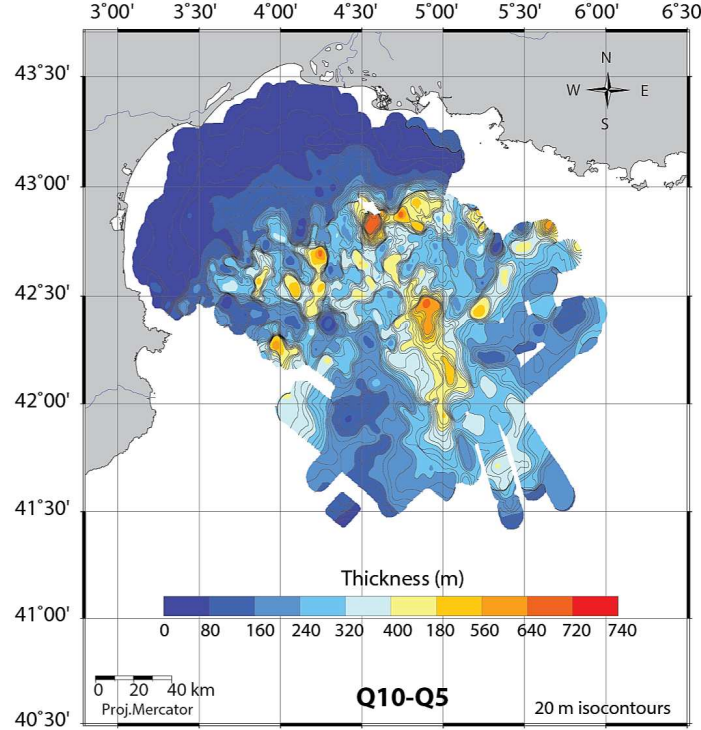 3°00' 3°30' 4°00' 4°30' 5°00' 5°30' 6°00' 6°30'
43°30'
N
W E
S
43°00'
42°30'
42°00'
41°30'
Thickness (m)
41°00'
0 80 160 240 320 400 180 560 640 720 740
0 20 40 km
Proj.Mercator
Q10-Q5
20 m isocontours
40°30'